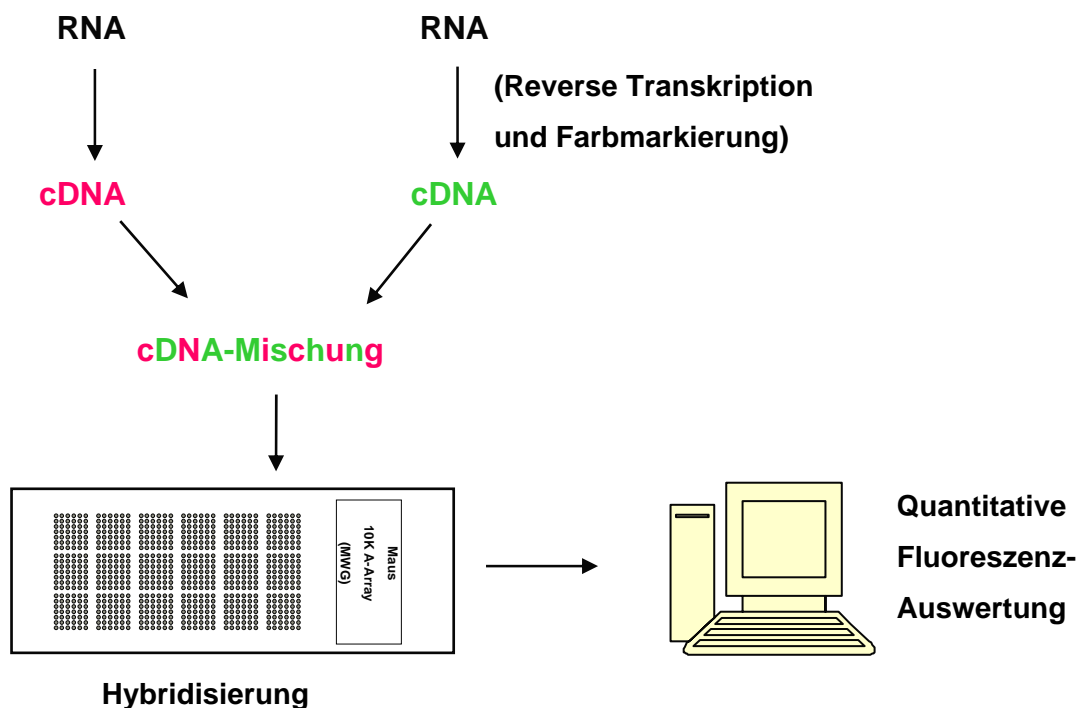 RNA
RNA
(Reverse Transkription
und Farbmarkierung)
cDNA
cDNA
cDNA-Mischung
Maus
10K A-Array
(MWG)
Quantitative
Fluoreszenz-
Auswertung
Hybridisierung